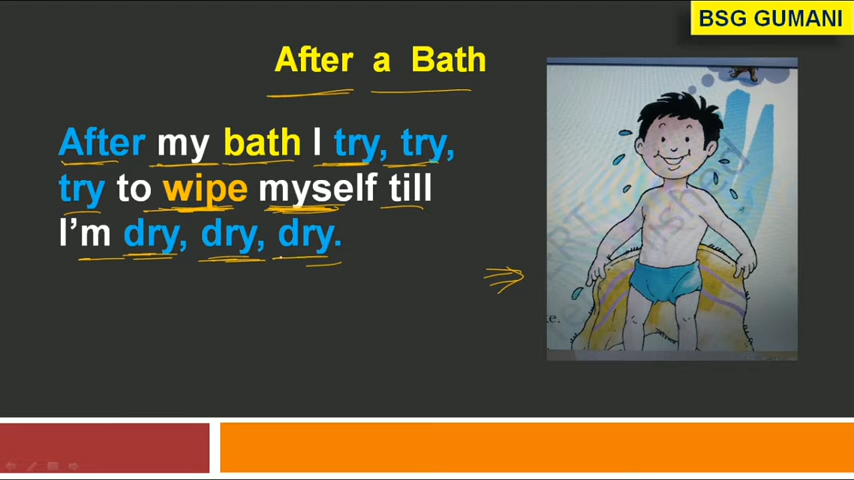 BSG GUMANI
After a Bath
After my bath I try, try,
try to wipe myself till
I'm dry, dry, dry.